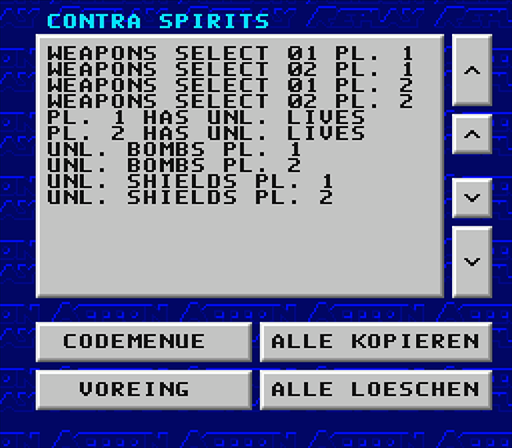 CONTRA SPIRITS
WEAPONS SELECT 01 PL. 1
WEAPONS SELECT 02 PL. 1
WEAPONS SELECT 01 PL. 2
WEAPONS SELECT 02 PL. 2
PL. 1 HAS UNL. LIVES
PL. 2 HAS UNL. LIVES
UNL. BOMBS PL. 1
UNL. BOMBS PL. 2
UNL. SHIELDS PL. 1
UNL. SHIELDS PL. 2
CODEMENUE
ALLE KOPIEREN
VOREING
ALLE LOESCHEN